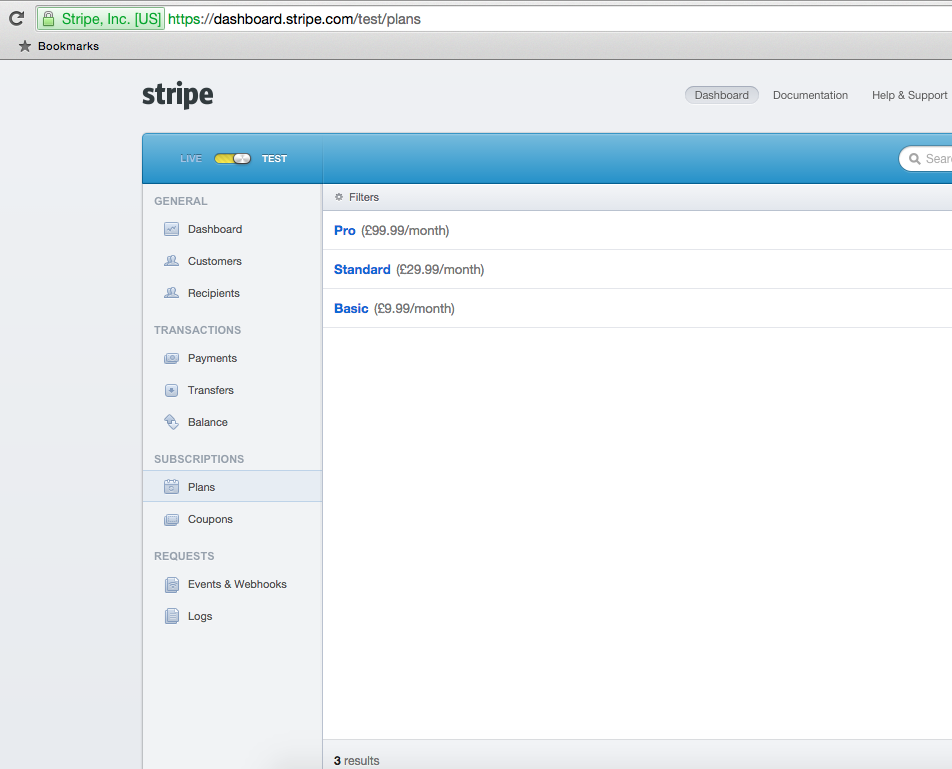 Stripe, Inc. [US] https://dashboard.stripe.com/test/plans
Bookmarks
stripe
Dashboard Documentation Help & Support
LIVE TEST
Sear
GENERAL
Dashboard
Customers
Recipients
TRANSACTIONS
Payments
Transfers
Balance
SUBSCRIPTIONS
Plans
Coupons
REQUESTS
Events & Webhooks
Logs
Filters
Pro (£99.99/month)
Standard (£29.99/month)
Basic (£9.99/month)
3 results